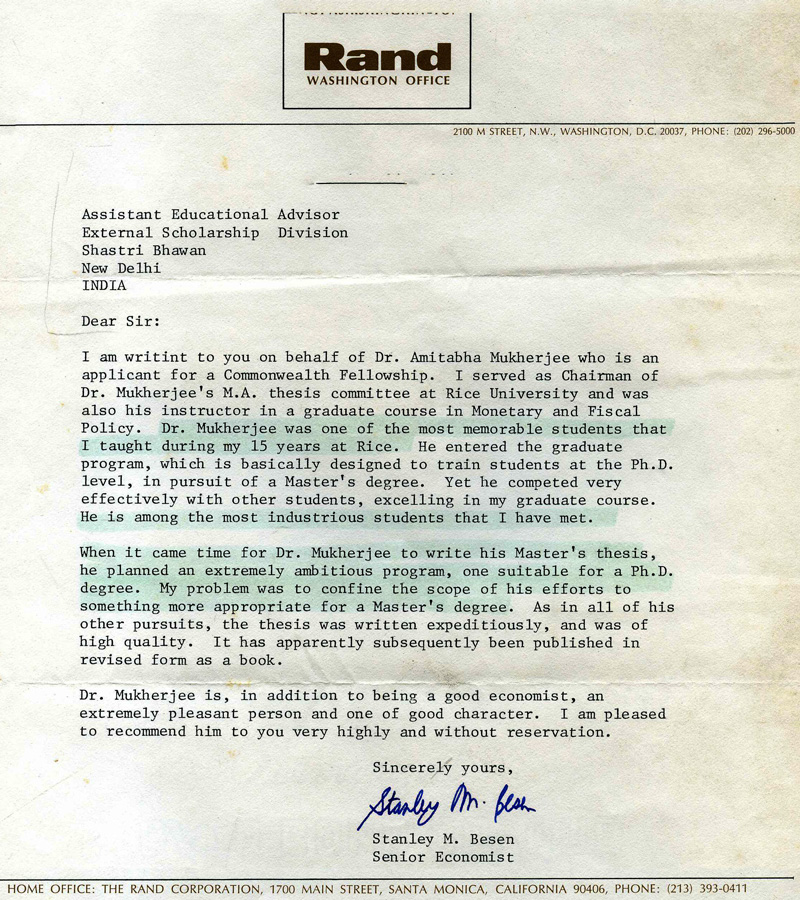 Rand
WASHINGTON OFFICE
2100 M STREET, N.W., WASHINGTON, D.C. 20037, PHONE: (202) 296-5000
Assistant Educational Advisor
External Scholarship  Division
Shastri Bhawan
New Delhi
INDIA
Dear Sir:
I am writint to you on behalf of Dr. Amitabha Mukherjee who is an
applicant for a Commonwealth Fellowship.  I served as Chairman of
Dr. Mukherjee's M.A. thesis committee at Rice University and was
also his instructor in a graduate course in Monetary and Fiscal
Policy.  Dr. Mukherjee was one of the most memorable students that
I taught during my 15 years at Rice.  He entered the graduate
program, which is basically designed to train students at the Ph.D.
level, in pursuit of a Master's degree.  Yet he competed very
effectively with other students, excelling in my graduate course.
He is among the most industrious students that I have met.
When it came time for Dr. Mukherjee to write his Master's thesis,
he planned an extremely ambitious program, one suitable for a Ph.D.
degree.  My problem was to confine the scope of his efforts to
something more appropriate for a Master's degree.  As in all of his
other pursuits, the thesis was written expeditiously, and was of
high quality.  It has apparently subsequently been published in
revised form as a book.
Dr. Mukherjee is, in addition to being a good economist, an
extremely pleasant person and one of good character.  I am pleased
to recommend him to you very highly and without reservation.
Sincerely yours,
Stanley M. Besen
Stanley M. Besen
Senior Economist
HOME OFFICE: THE RAND CORPORATION, 1700 MAIN STREET, SANTA MONICA, CALIFORNIA 90406, PHONE: (213) 393-0411